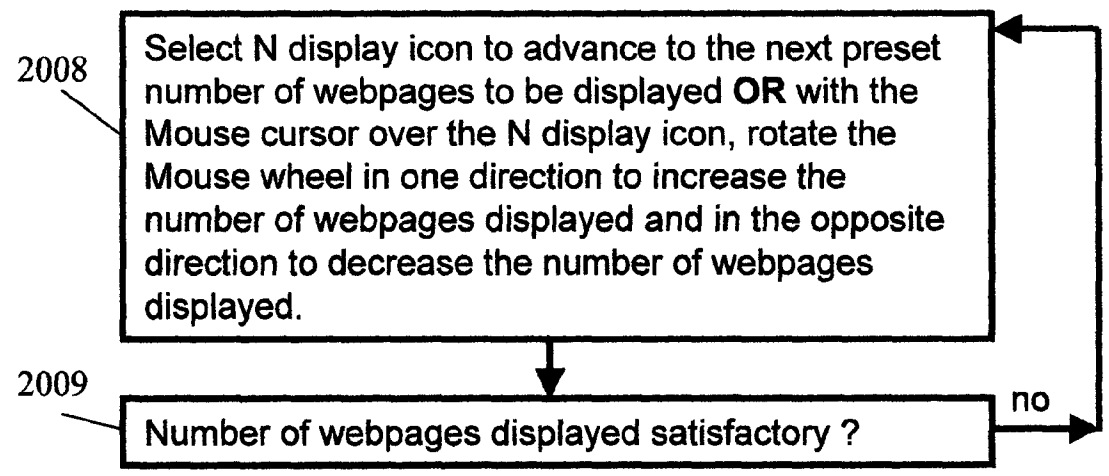 2008
Select N display icon to advance to the next preset
number of webpages to be displayed OR with the
Mouse cursor over the N display icon, rotate the
Mouse wheel in one direction to increase the
number of webpages displayed and in the opposite
direction to decrease the number of webpages
displayed.
2009
Number of webpages displayed satisfactory ?
no